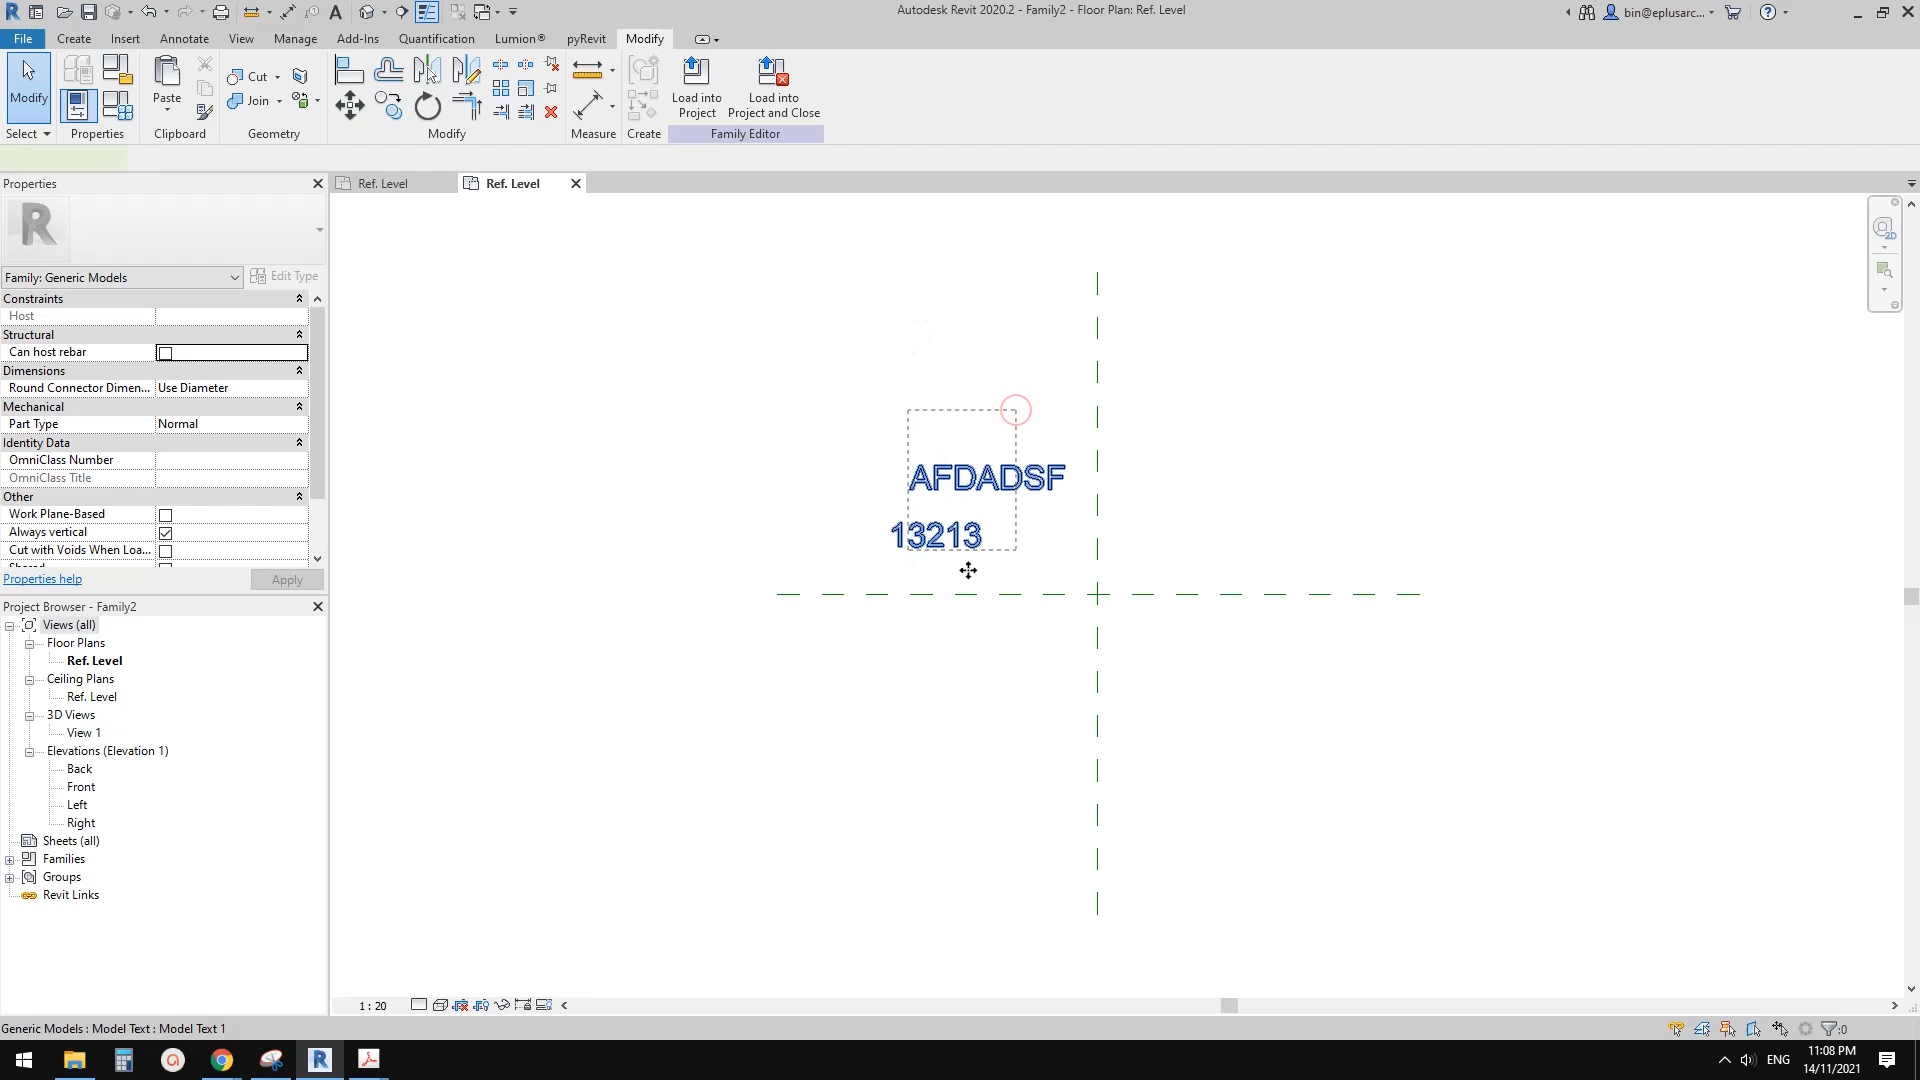 Autodesk Revit 2020.2 - Family2 - Floor Plan: Ref. Level
bin@eplusarc...
File Create Insert Annotate View Manage Add-Ins Quantification Lumion® pyRevit Modify
Modify
Paste
Cut
Join
Load into Project
Load into Project and Close
Select Properties Clipboard Geometry Modify Measure Create Family Editor
Properties
Ref. Level
Ref. Level
Family: Generic Models
Edit Type
Constraints
Host
Structural
Can host rebar
Dimensions
Round Connector Dimen... Use Diameter
Mechanical
Part Type Normal
Identity Data
OmniClass Number
OmniClass Title
Other
Work Plane-Based
Always vertical
Cut with Voids When Loa...
Properties help
Apply
AFDADSF
13213
Project Browser - Family2
Views (all)
Floor Plans
Ref. Level
Ceiling Plans
Ref. Level
3D Views
View 1
Elevations (Elevation 1)
Back
Front
Left
Right
Sheets (all)
Families
Groups
Revit Links
1 : 20
Generic Models : Model Text : Model Text 1
:0
ENG
11:08 PM
14/11/2021